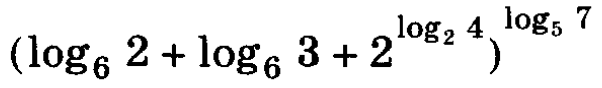 (log₆ 2 + log₆ 3 + 2^(log₂ 4))^(log₅ 7)